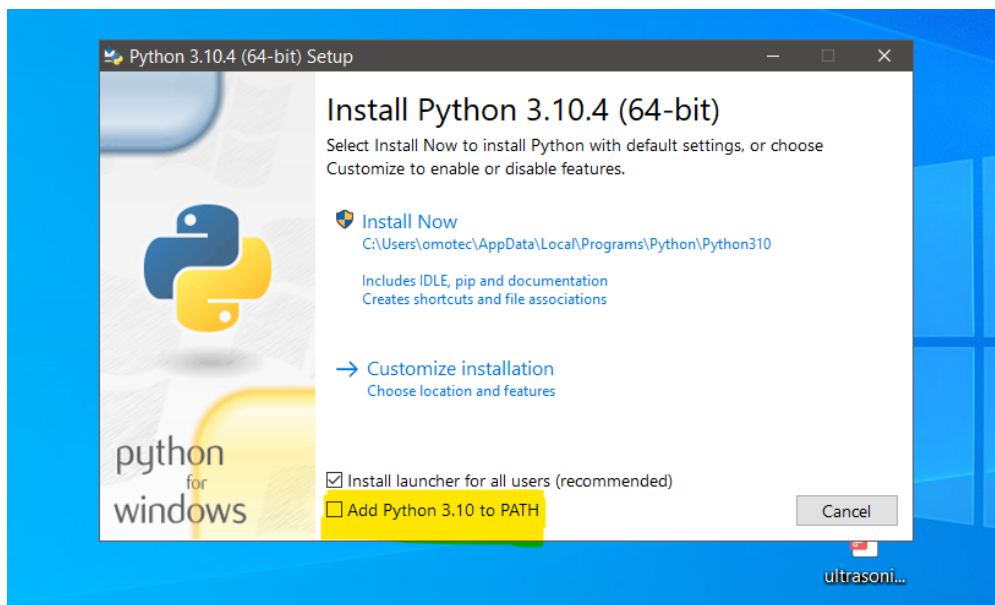 Python 3.10.4 (64-bit) Setup
Install Python 3.10.4 (64-bit)
Select Install Now to install Python with default settings, or choose
Customize to enable or disable features.
Install Now
C:\Users\omotec\AppData\Local\Programs\Python\Python310
Includes IDLE, pip and documentation
Creates shortcuts and file associations
Customize installation
Choose location and features
python
for
windows
Install launcher for all users (recommended)
Add Python 3.10 to PATH
Cancel
ultrasoni...